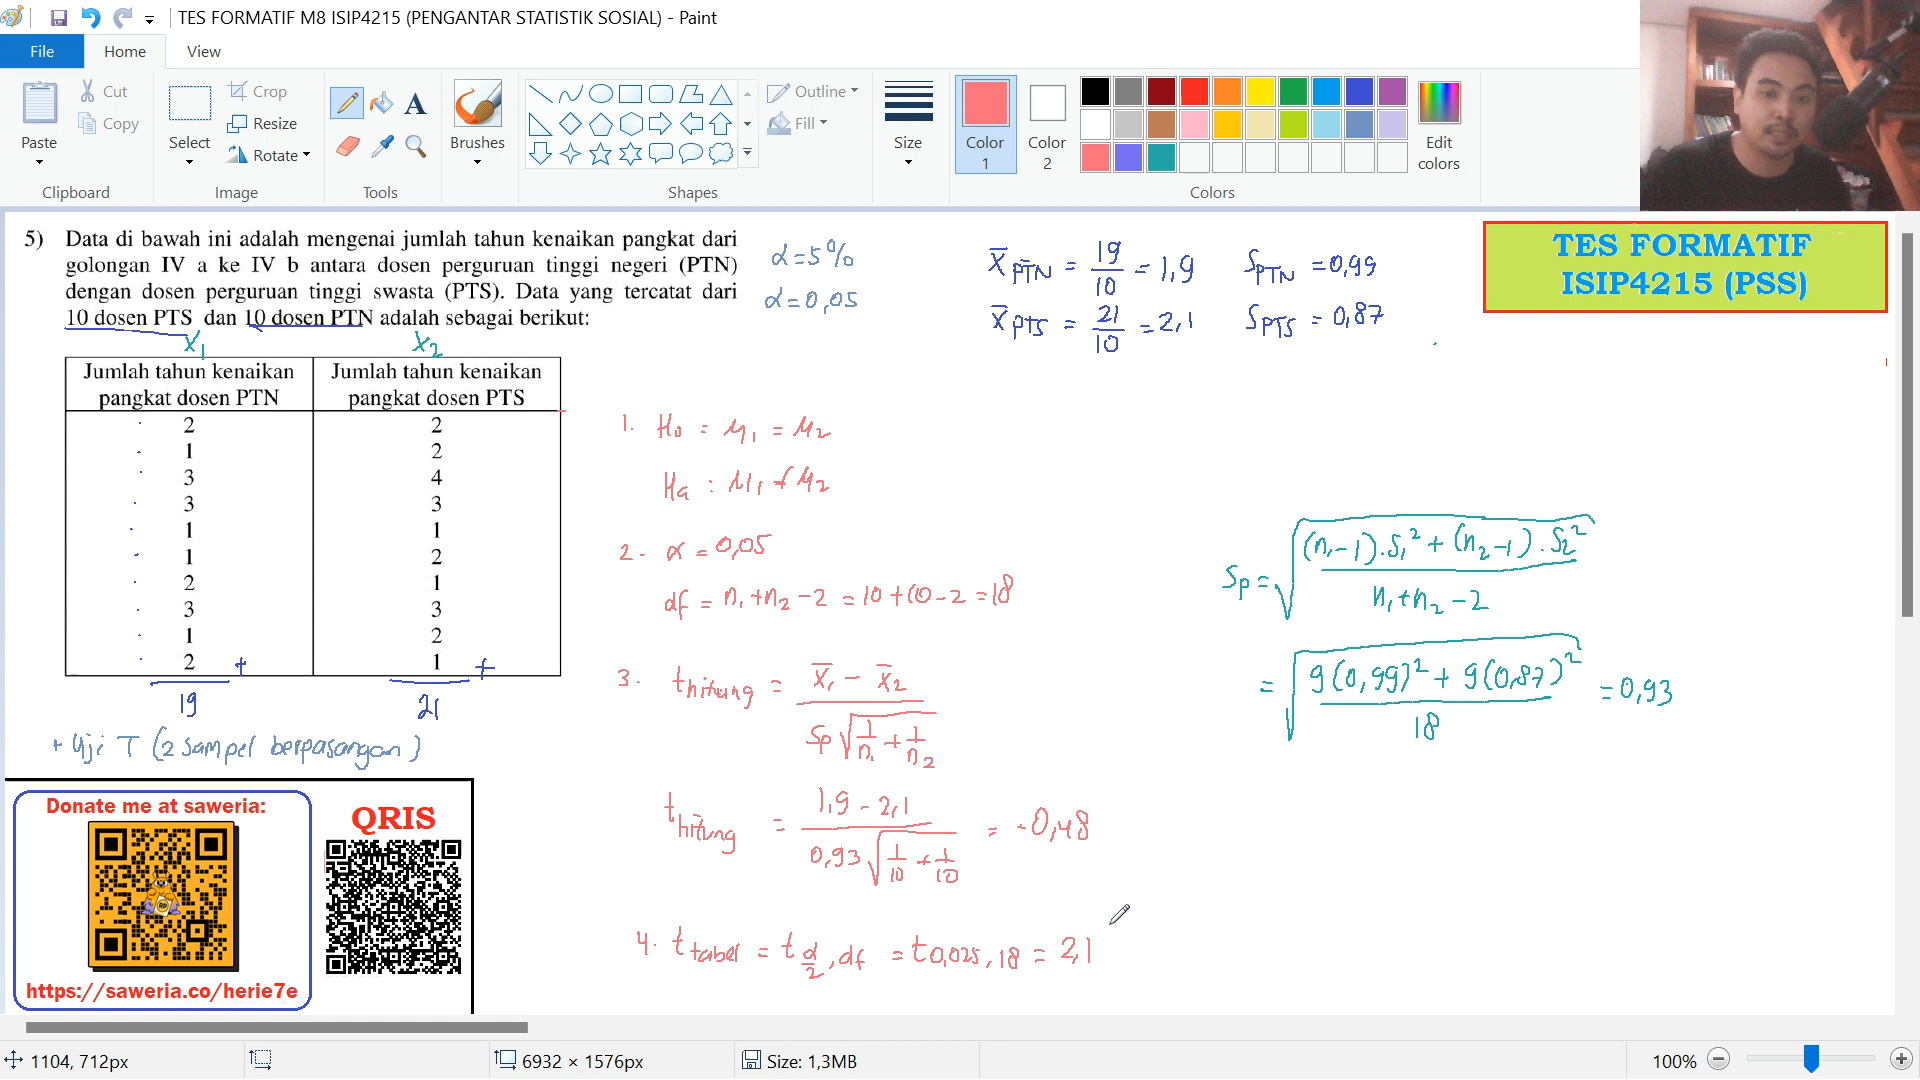 TES FORMATIF M8 ISIP4215 (PENGANTAR STATISTIK SOSIAL) - Paint
File Home View
Paste
Cut
Copy
Clipboard
Select
Crop
Resize
Rotate
Image
Tools
Brushes
Shapes
Outline
Fill
Size
Color 1
Color 2
Colors
Edit colors
5) Data di bawah ini adalah mengenai jumlah tahun kenaikan pangkat dari
golongan IV a ke IV b antara dosen perguruan tinggi negeri (PTN)
dengan dosen perguruan tinggi swasta (PTS). Data yang tercatat dari
10 dosen PTS dan 10 dosen PTN adalah sebagai berikut:
X₁ X₂
Jumlah tahun kenaikan pangkat dosen PTN | Jumlah tahun kenaikan pangkat dosen PTS
2 2
1 2
3 4
3 3
1 1
1 2
2 1
3 3
1 2
2 + 1 +
19 21
+ Uji T (2 sampel berpasangan)
α = 5%
α = 0,05
x̄ PTN = 19/10 = 1,9 S PTN = 0,99
x̄ PTS = 21/10 = 2,1 S PTS = 0,87
TES FORMATIF
ISIP4215 (PSS)
1. H₀ : μ₁ = μ₂
Ha : μ₁ ≠ μ₂
2. α = 0,05
df = n₁ + n₂ - 2 = 10 + 10 - 2 = 18
3. t hitung = (x̄₁ - x̄₂) / (Sp √(1/n₁ + 1/n₂))
t hitung = (1,9 - 2,1) / (0,93 √(1/10 + 1/10)) = -0,48
4. t tabel = t α/2, df = t 0,025, 18 = 2,1
Sp = √(((n₁-1).S₁² + (n₂-1).S₂²) / (n₁ + n₂ - 2))
= √((9(0,99)² + 9(0,87)²) / 18) = 0,93
Donate me at saweria:
RP
https://saweria.co/herie7e
QRIS
1104, 712px
6932 × 1576px
Size: 1,3MB
100%